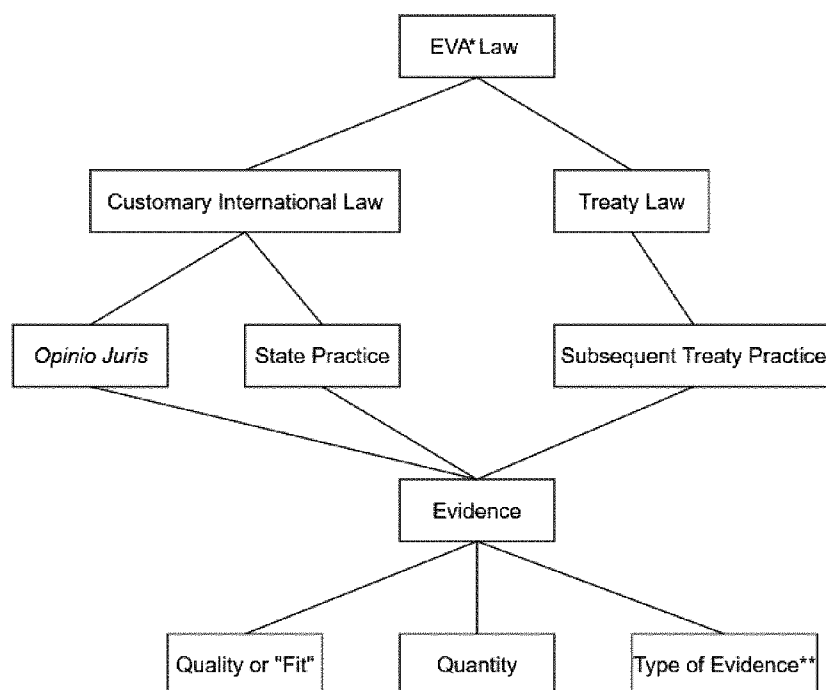 EVA* Law
Customary International Law
Treaty Law
Opinio Juris
State Practice
Subsequent Treaty Practice
Evidence
Quality or "Fit"
Quantity
Type of Evidence**